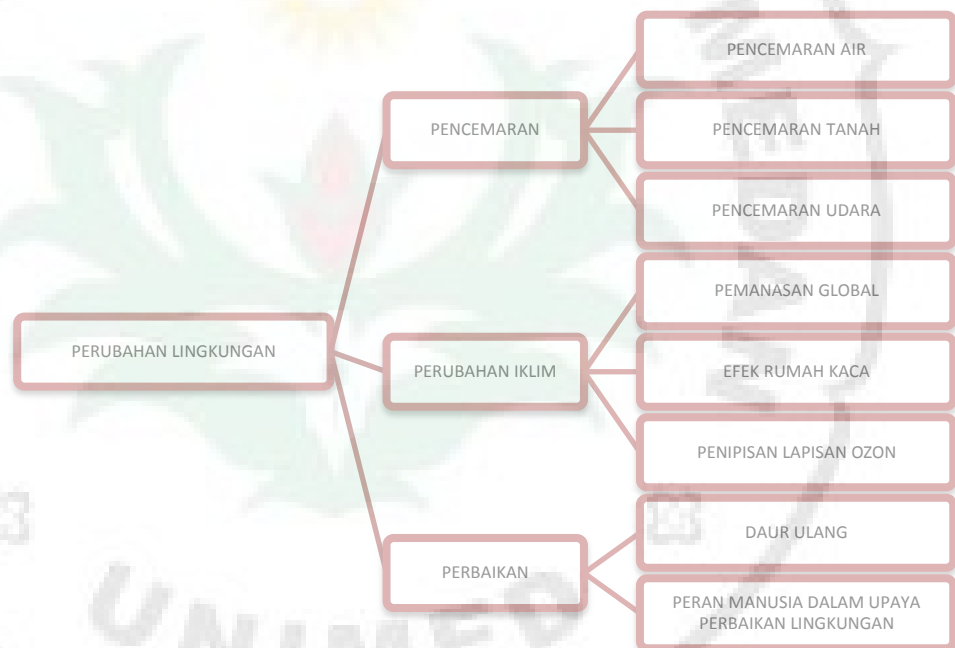 PERUBAHAN LINGKUNGAN
PENCEMARAN
PENCEMARAN AIR
PENCEMARAN TANAH
PENCEMARAN UDARA
PERUBAHAN IKLIM
PEMANASAN GLOBAL
EFEK RUMAH KACA
PENIPISAN LAPISAN OZON
PERBAIKAN
DAUR ULANG
PERAN MANUSIA DALAM UPAYA
PERBAIKAN LINGKUNGAN